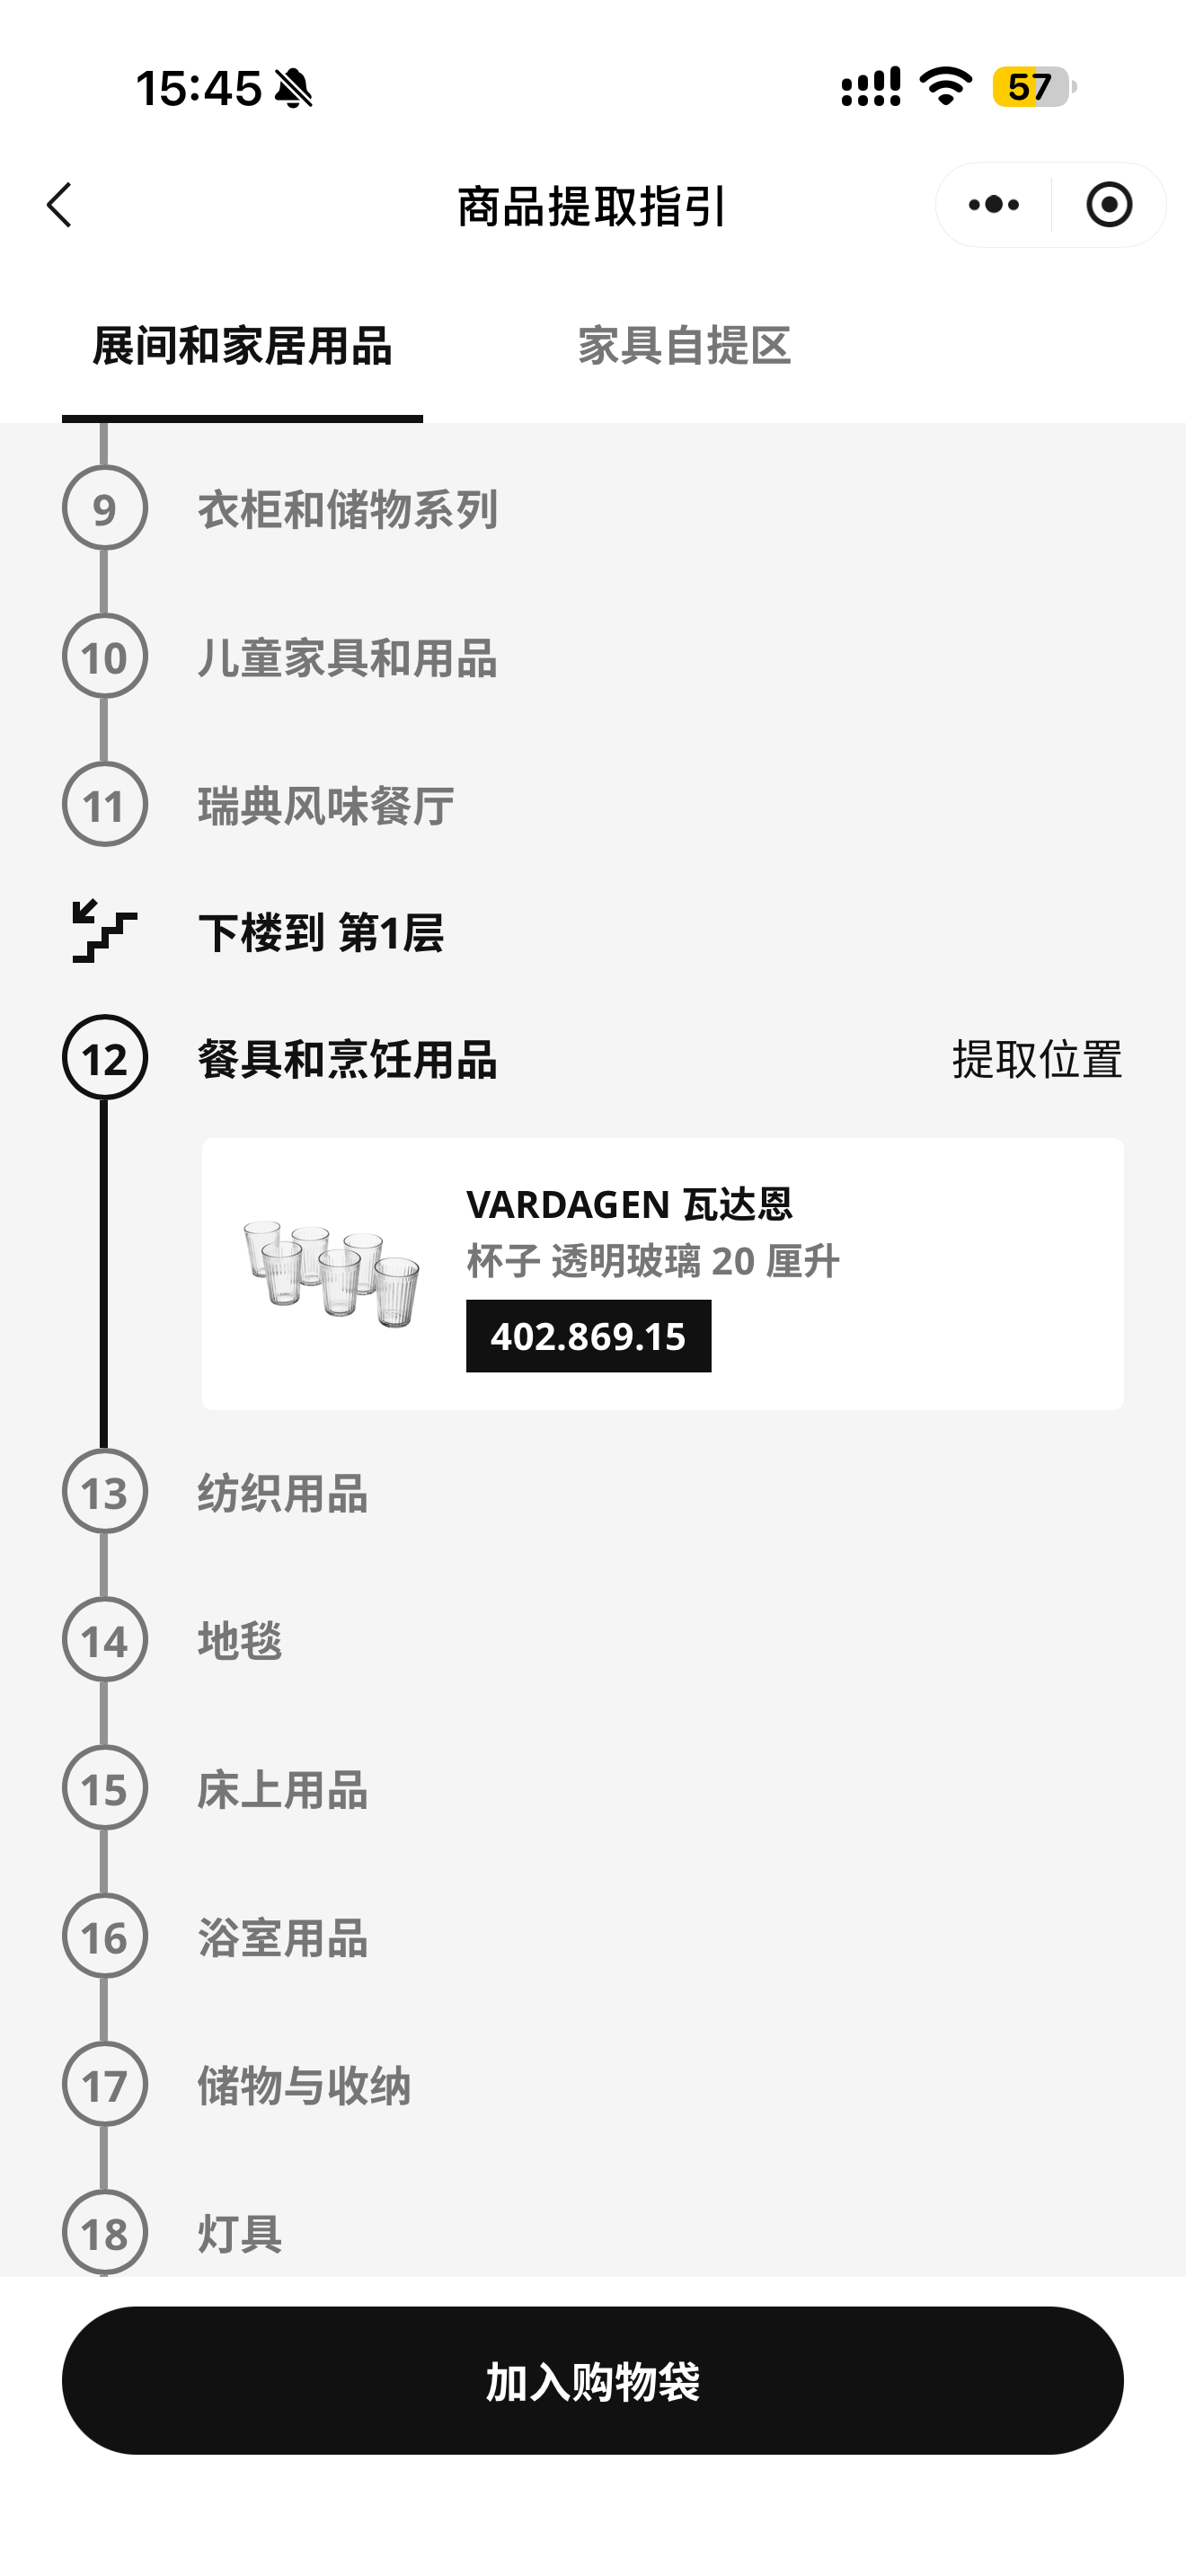 15:45
57
商品提取指引
展间和家居用品
家具自提区
9
衣柜和储物系列
10
儿童家具和用品
11
瑞典风味餐厅
下楼到 第1层
12
餐具和烹饪用品
提取位置
VARDAGEN 瓦达恩
杯子 透明玻璃 20 厘升
402.869.15
13
纺织用品
14
地毯
15
床上用品
16
浴室用品
17
储物与收纳
18
灯具
加入购物袋